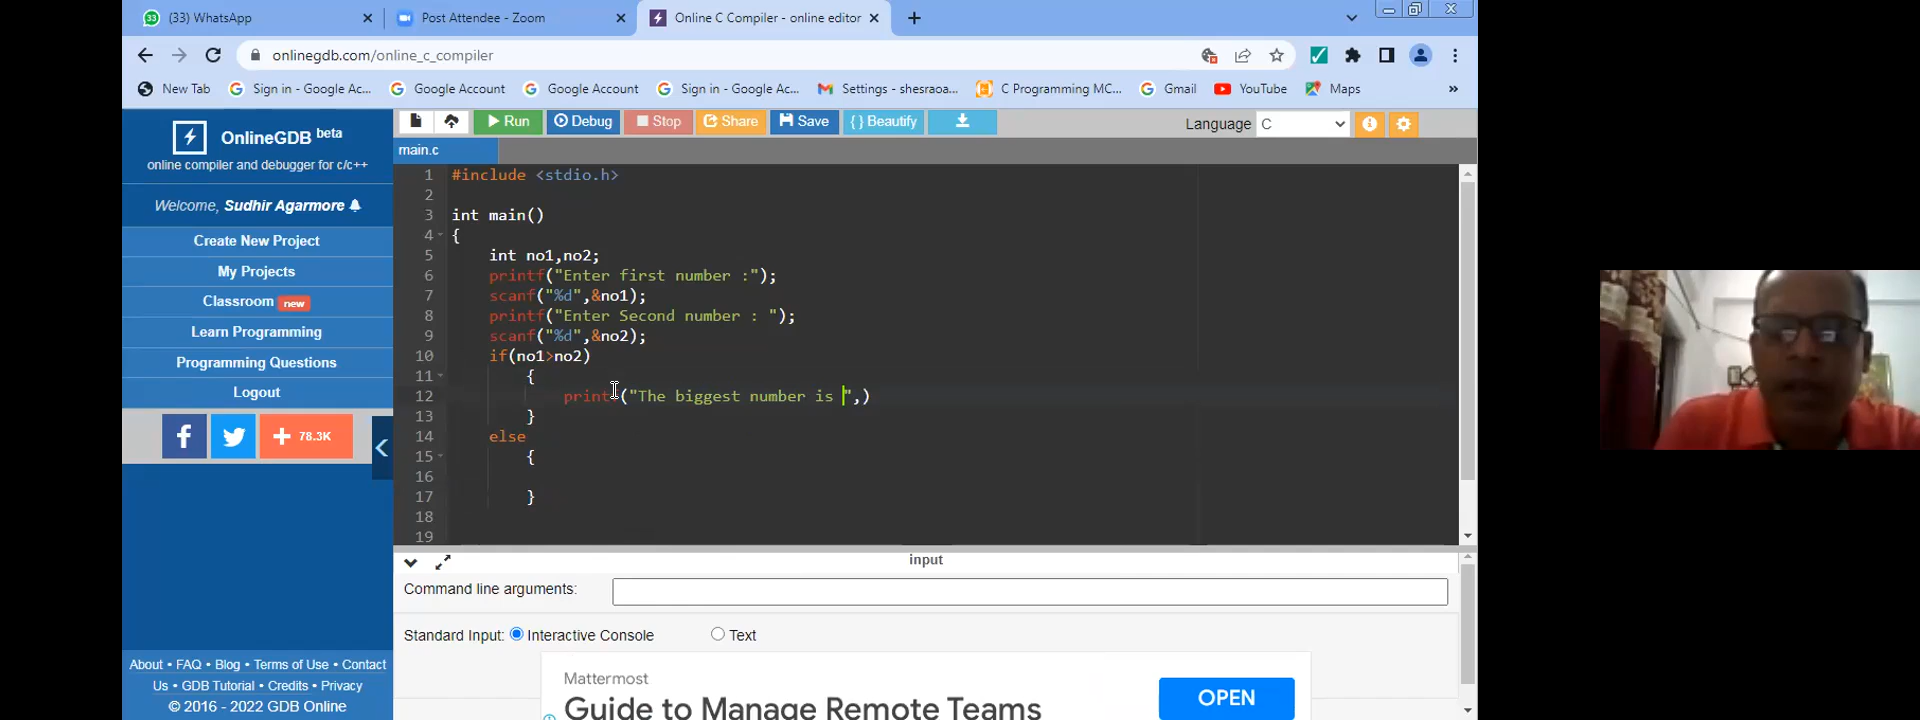 33 (33) WhatsApp
Post Attendee - Zoom
Online C Compiler - online editor
onlinegdb.com/online_c_compiler
New Tab
Sign in - Google Ac...
Google Account
Google Account
Sign in - Google Ac...
Settings - shesraoa...
C Programming MC...
Gmail
YouTube
Maps
»
OnlineGDB beta
online compiler and debugger for c/c++
Welcome, Sudhir Agarmore
Create New Project
My Projects
Classroom new
Learn Programming
Programming Questions
Logout
f + 78.3K
About • FAQ • Blog • Terms of Use • Contact
Us • GDB Tutorial • Credits • Privacy
© 2016 - 2022 GDB Online
Run Debug Stop Share Save { } Beautify
Language C
main.c
1 #include <stdio.h>
2
3 int main()
4 {
5 int no1,no2;
6 printf("Enter first number :");
7 scanf("%d",&no1);
8 printf("Enter Second number : ");
9 scanf("%d",&no2);
10 if(no1>no2)
11 {
12 printf("The biggest number is ",)
13 }
14 else
15 {
16
17 }
18
19
input
Command line arguments:
Standard Input: Interactive Console Text
Mattermost
Guide to Manage Remote Teams
OPEN